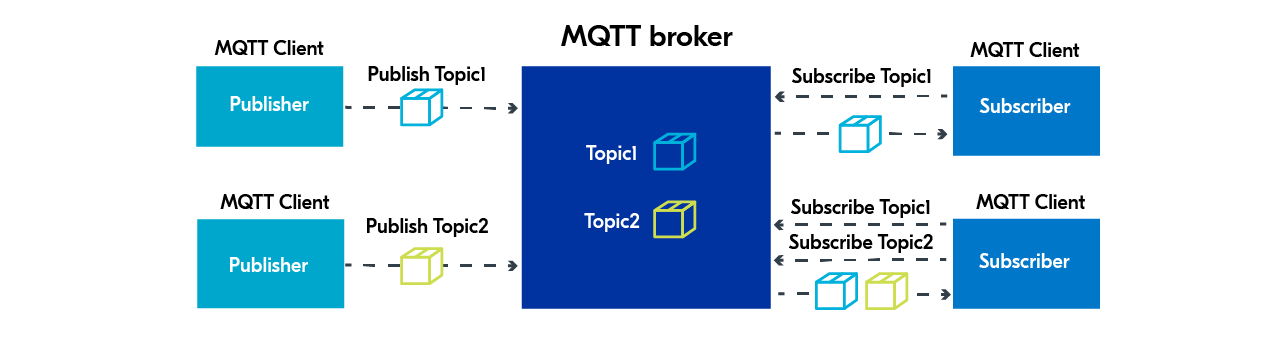 MQTT broker
MQTT Client
Publisher
Publish Topic1
MQTT Client
Publisher
Publish Topic2
Topic1
Topic2
Subscribe Topic1
MQTT Client
Subscriber
Subscribe Topic1
Subscribe Topic2
MQTT Client
Subscriber